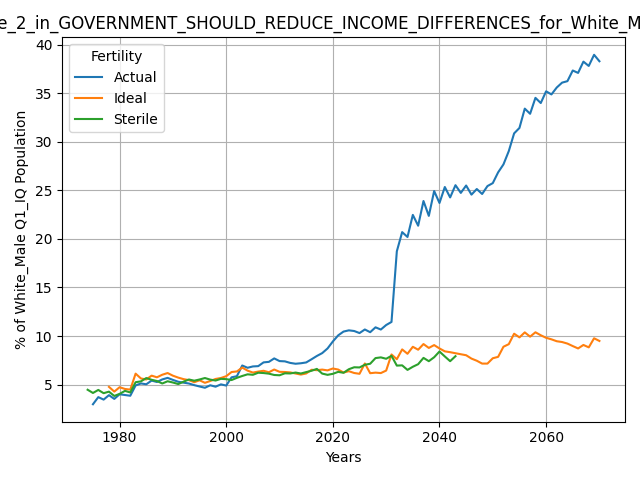 e_2_in_GOVERNMENT_SHOULD_REDUCE_INCOME_DIFFERENCES_for_White_M
40
35
30
25
20
15
10
5
% of White_Male Q1_IQ Population
Fertility
Actual
Ideal
Sterile
1980 2000 2020 2040 2060
Years